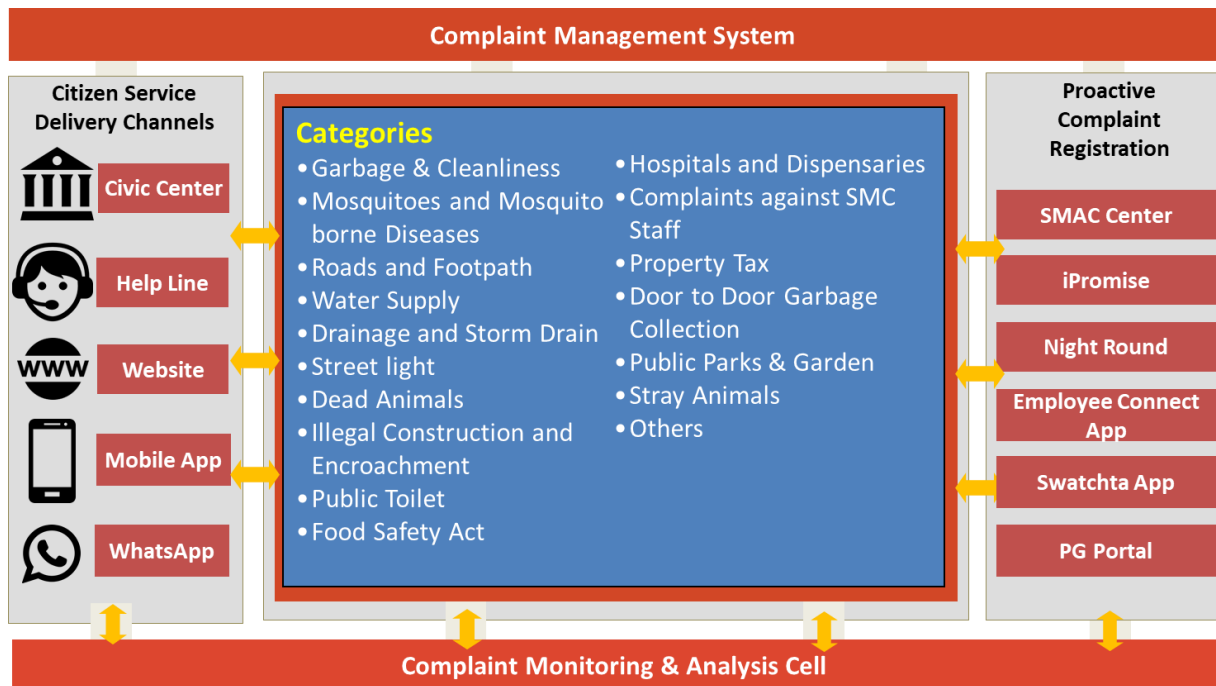 Complaint Management System
Citizen Service
Delivery Channels
Civic Center
Help Line
www
Website
Mobile App
WhatsApp
Categories
•Garbage & Cleanliness
•Mosquitoes and Mosquito
borne Diseases
•Roads and Footpath
•Water Supply
•Drainage and Storm Drain
•Street light
•Dead Animals
•Illegal Construction and
Encroachment
•Public Toilet
•Food Safety Act
•Hospitals and Dispensaries
•Complaints against SMC
Staff
•Property Tax
•Door to Door Garbage
Collection
•Public Parks & Garden
•Stray Animals
•Others
Proactive
Complaint
Registration
SMAC Center
iPromise
Night Round
Employee Connect
App
Swatchta App
PG Portal
Complaint Monitoring & Analysis Cell